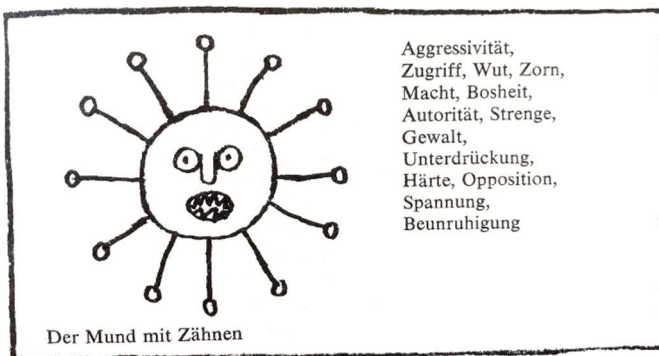 Aggressivität,
Zugriff, Wut, Zorn,
Macht, Bosheit,
Autorität, Strenge,
Gewalt,
Unterdrückung,
Härte, Opposition,
Spannung,
Beunruhigung
Der Mund mit Zähnen